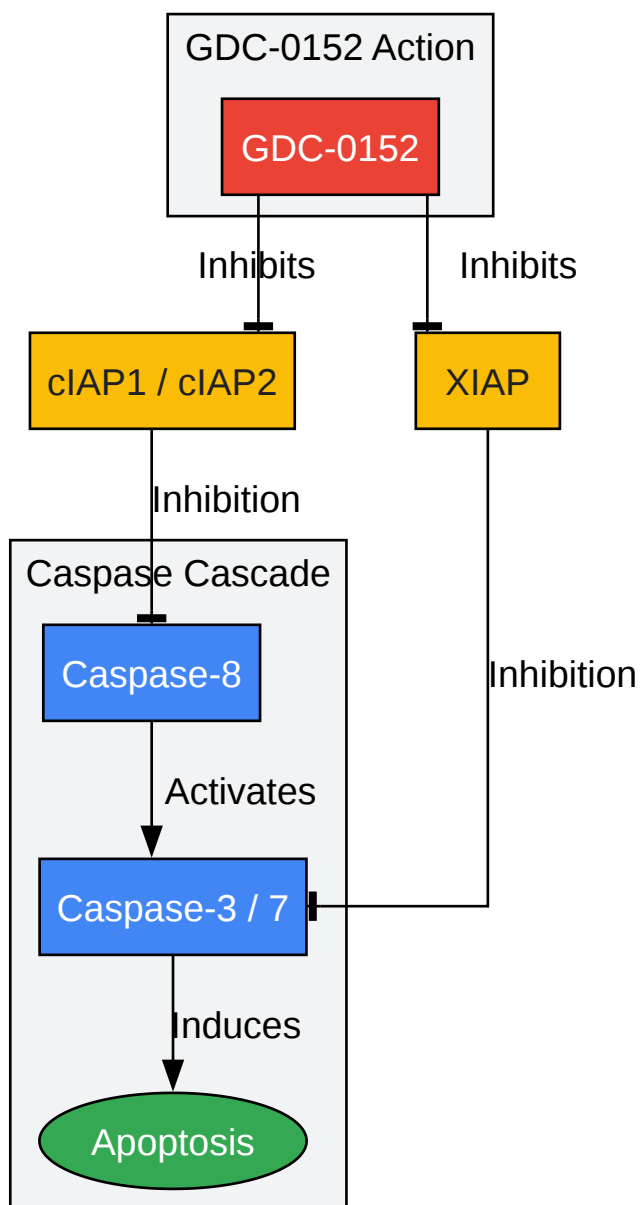 GDC-0152 Action
GDC-0152
Inhibits
Inhibits
cIAP1 / cIAP2
XIAP
Inhibition
Caspase Cascade
Caspase-8
Inhibition
Activates
Caspase-3 / 7
Induces
Apoptosis